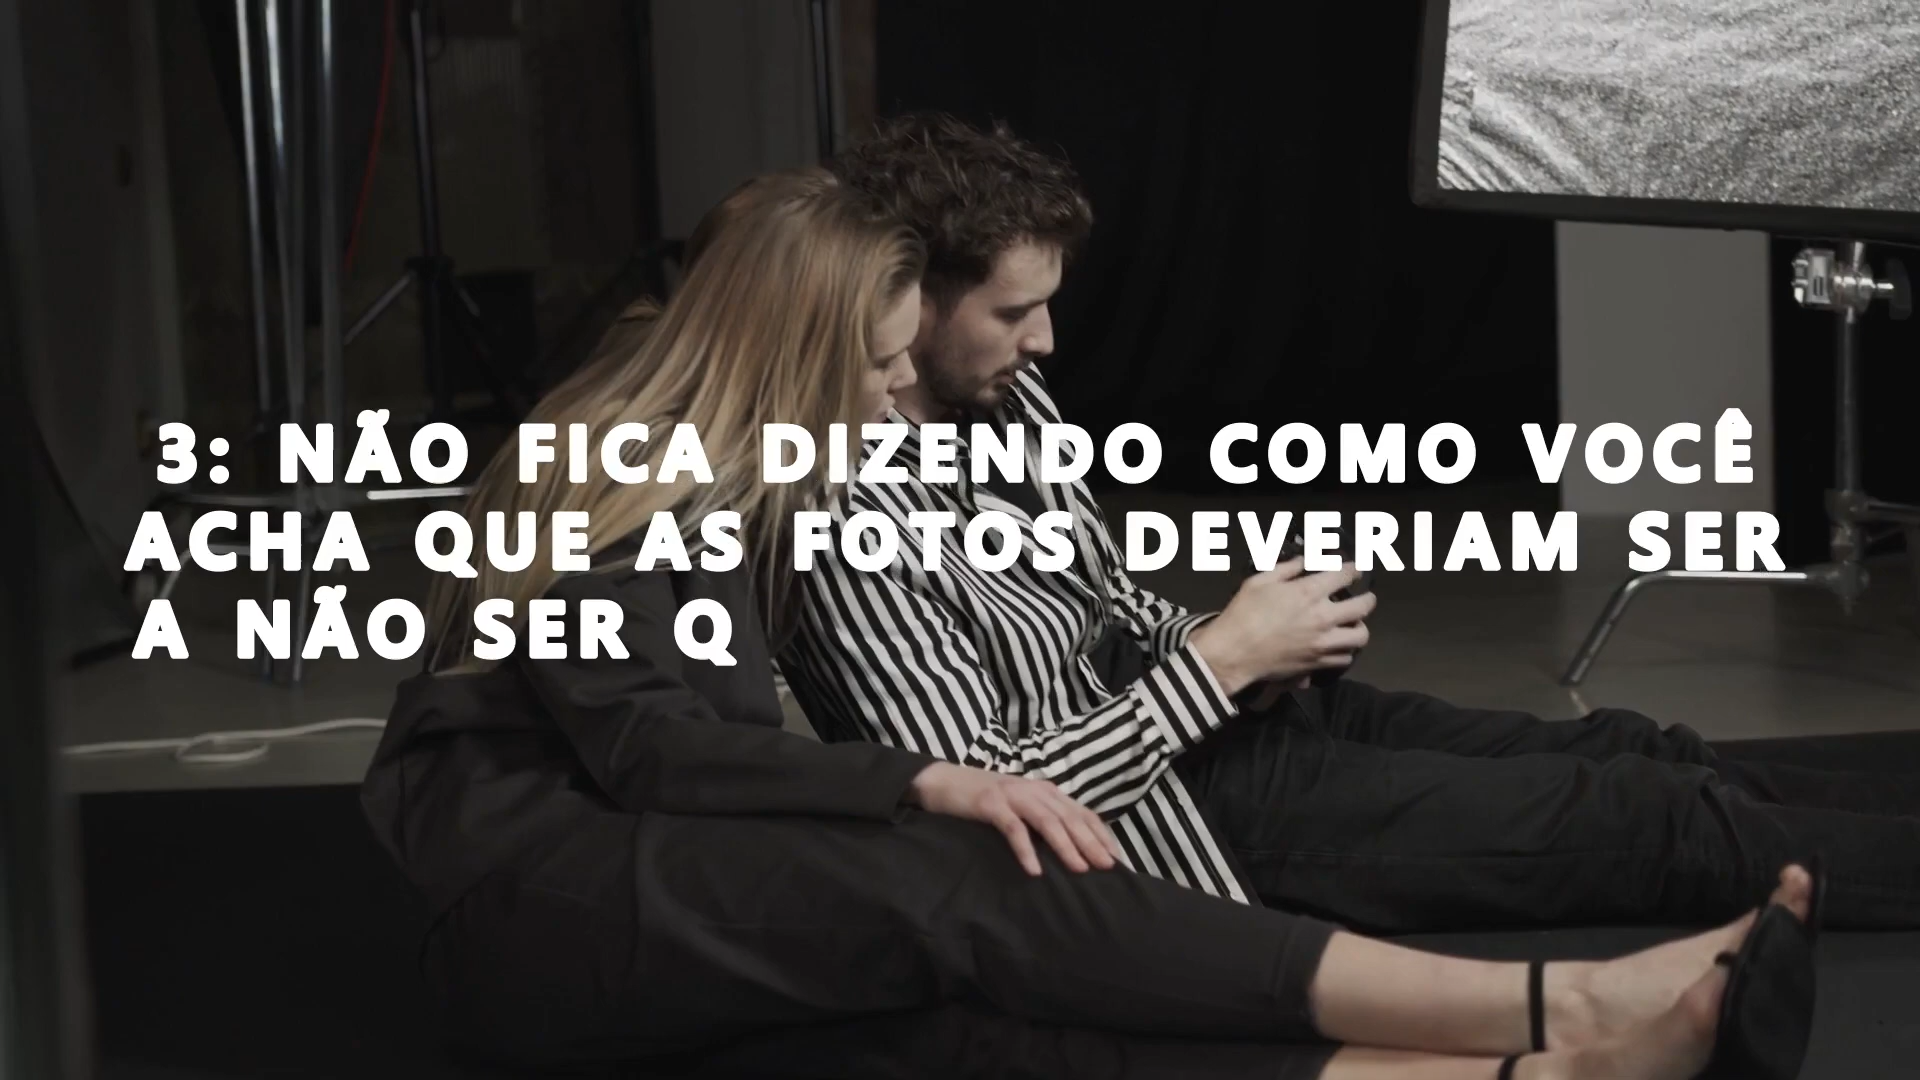 3: NÃO FICA DIZENDO COMO VOCÊ
ACHA QUE AS FOTOS DEVERIAM SER
A NÃO SER Q